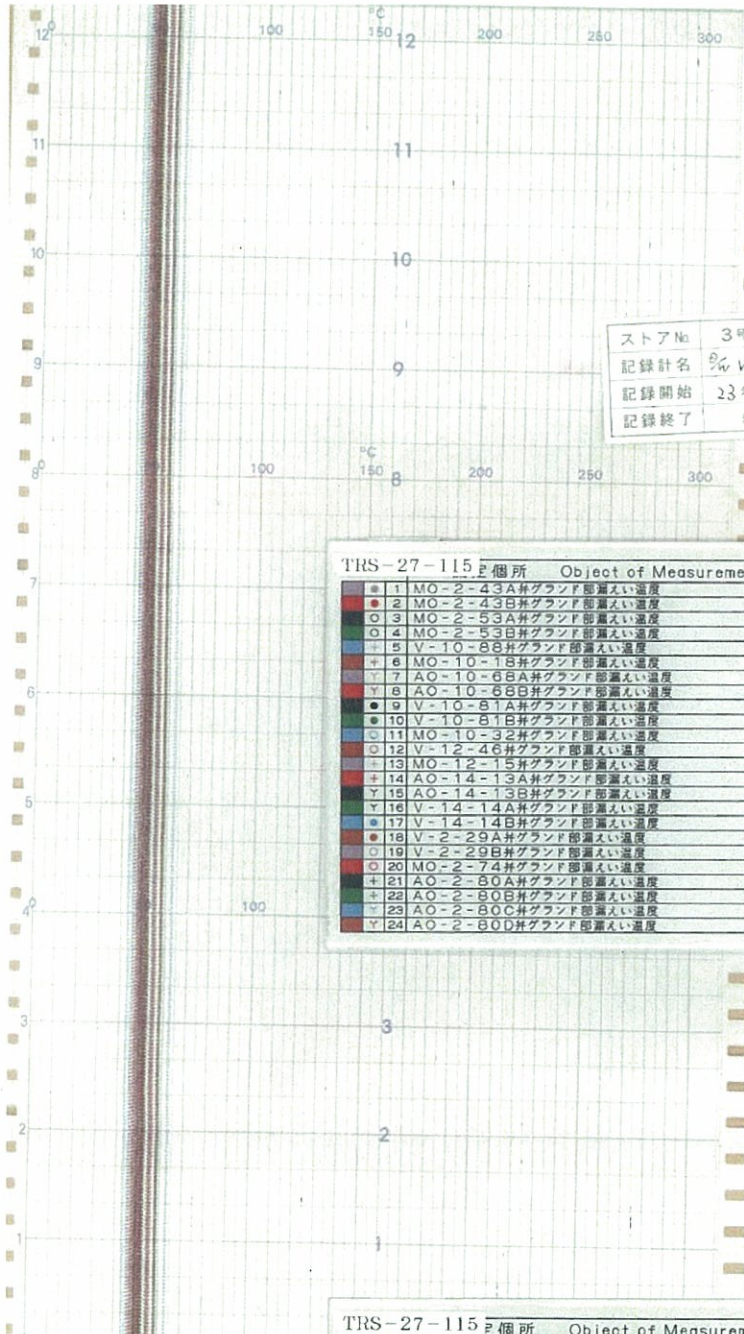 °C
12 0 100 150 12 200 250 300
11 11
10 10
ストアNo. 3
9 9
記録計名
記録開始 23
記録終了
°C
8 0 100 150 8 200 250 300
TRS-27-115
定個所 Object of Measureme
7
1 MO-2-43A弁グランド部漏えい温度
2 MO-2-43B弁グランド部漏えい温度
3 MO-2-53A弁グランド部漏えい温度
4 MO-2-53B弁グランド部漏えい温度
5 V-10-88弁グランド部漏えい温度
6 MO-10-18弁グランド部漏えい温度
7 AO-10-68A弁グランド部漏えい温度
6
8 AO-10-68B弁グランド部漏えい温度
9 V-10-81A弁グランド部漏えい温度
10 V-10-81B弁グランド部漏えい温度
11 MO-10-32弁グランド部漏えい温度
12 V-12-46弁グランド部漏えい温度
13 MO-12-15弁グランド部漏えい温度
14 AO-14-13A弁グランド部漏えい温度
5
15 AO-14-13B弁グランド部漏えい温度
16 V-14-14A弁グランド部漏えい温度
17 V-14-14B弁グランド部漏えい温度
18 V-2-29A弁グランド部漏えい温度
19 V-2-29B弁グランド部漏えい温度
20 MO-2-74弁グランド部漏えい温度
21 AO-2-80A弁グランド部漏えい温度
22 AO-2-80B弁グランド部漏えい温度
4 0 100
23 AO-2-80C弁グランド部漏えい温度
24 AO-2-80D弁グランド部漏えい温度
3 3
2 2
1 1
TRS-27-115
定個所 Object of Measurem